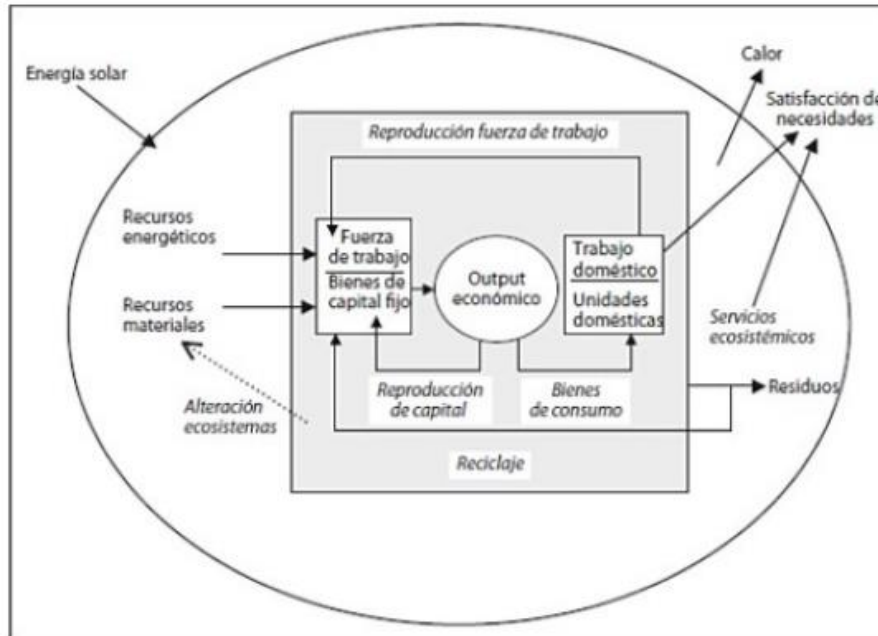 Energía solar
Calor
Satisfacción de
necesidades
Reproducción fuerza de trabajo
Recursos
energéticos
Recursos
materiales
Fuerza
de trabajo
Bienes de
capital fijo
Output
económico
Trabajo
doméstico
Unidades
domésticas
Servicios
ecosistémicos
Reproducción
de capital
Bienes
de consumo
Residuos
Alteración
ecosistemas
Reciclaje